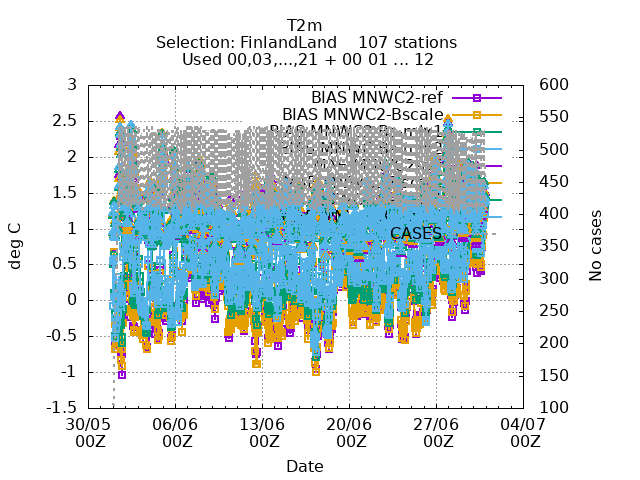 T2m
Selection: FinlandLand    107 stations
Used 00,03,...,21 + 00 01 ... 12
3
2.5
2
1.5
1
0.5
0
-0.5
-1
-1.5
deg C
600
550
500
450
400
350
300
250
200
150
100
No cases
BIAS MNWC2-ref
BIAS MNWC2-Bscale
CASES
30/05 06/06 13/06 20/06 27/06 04/07
00Z 00Z 00Z 00Z 00Z 00Z
Date